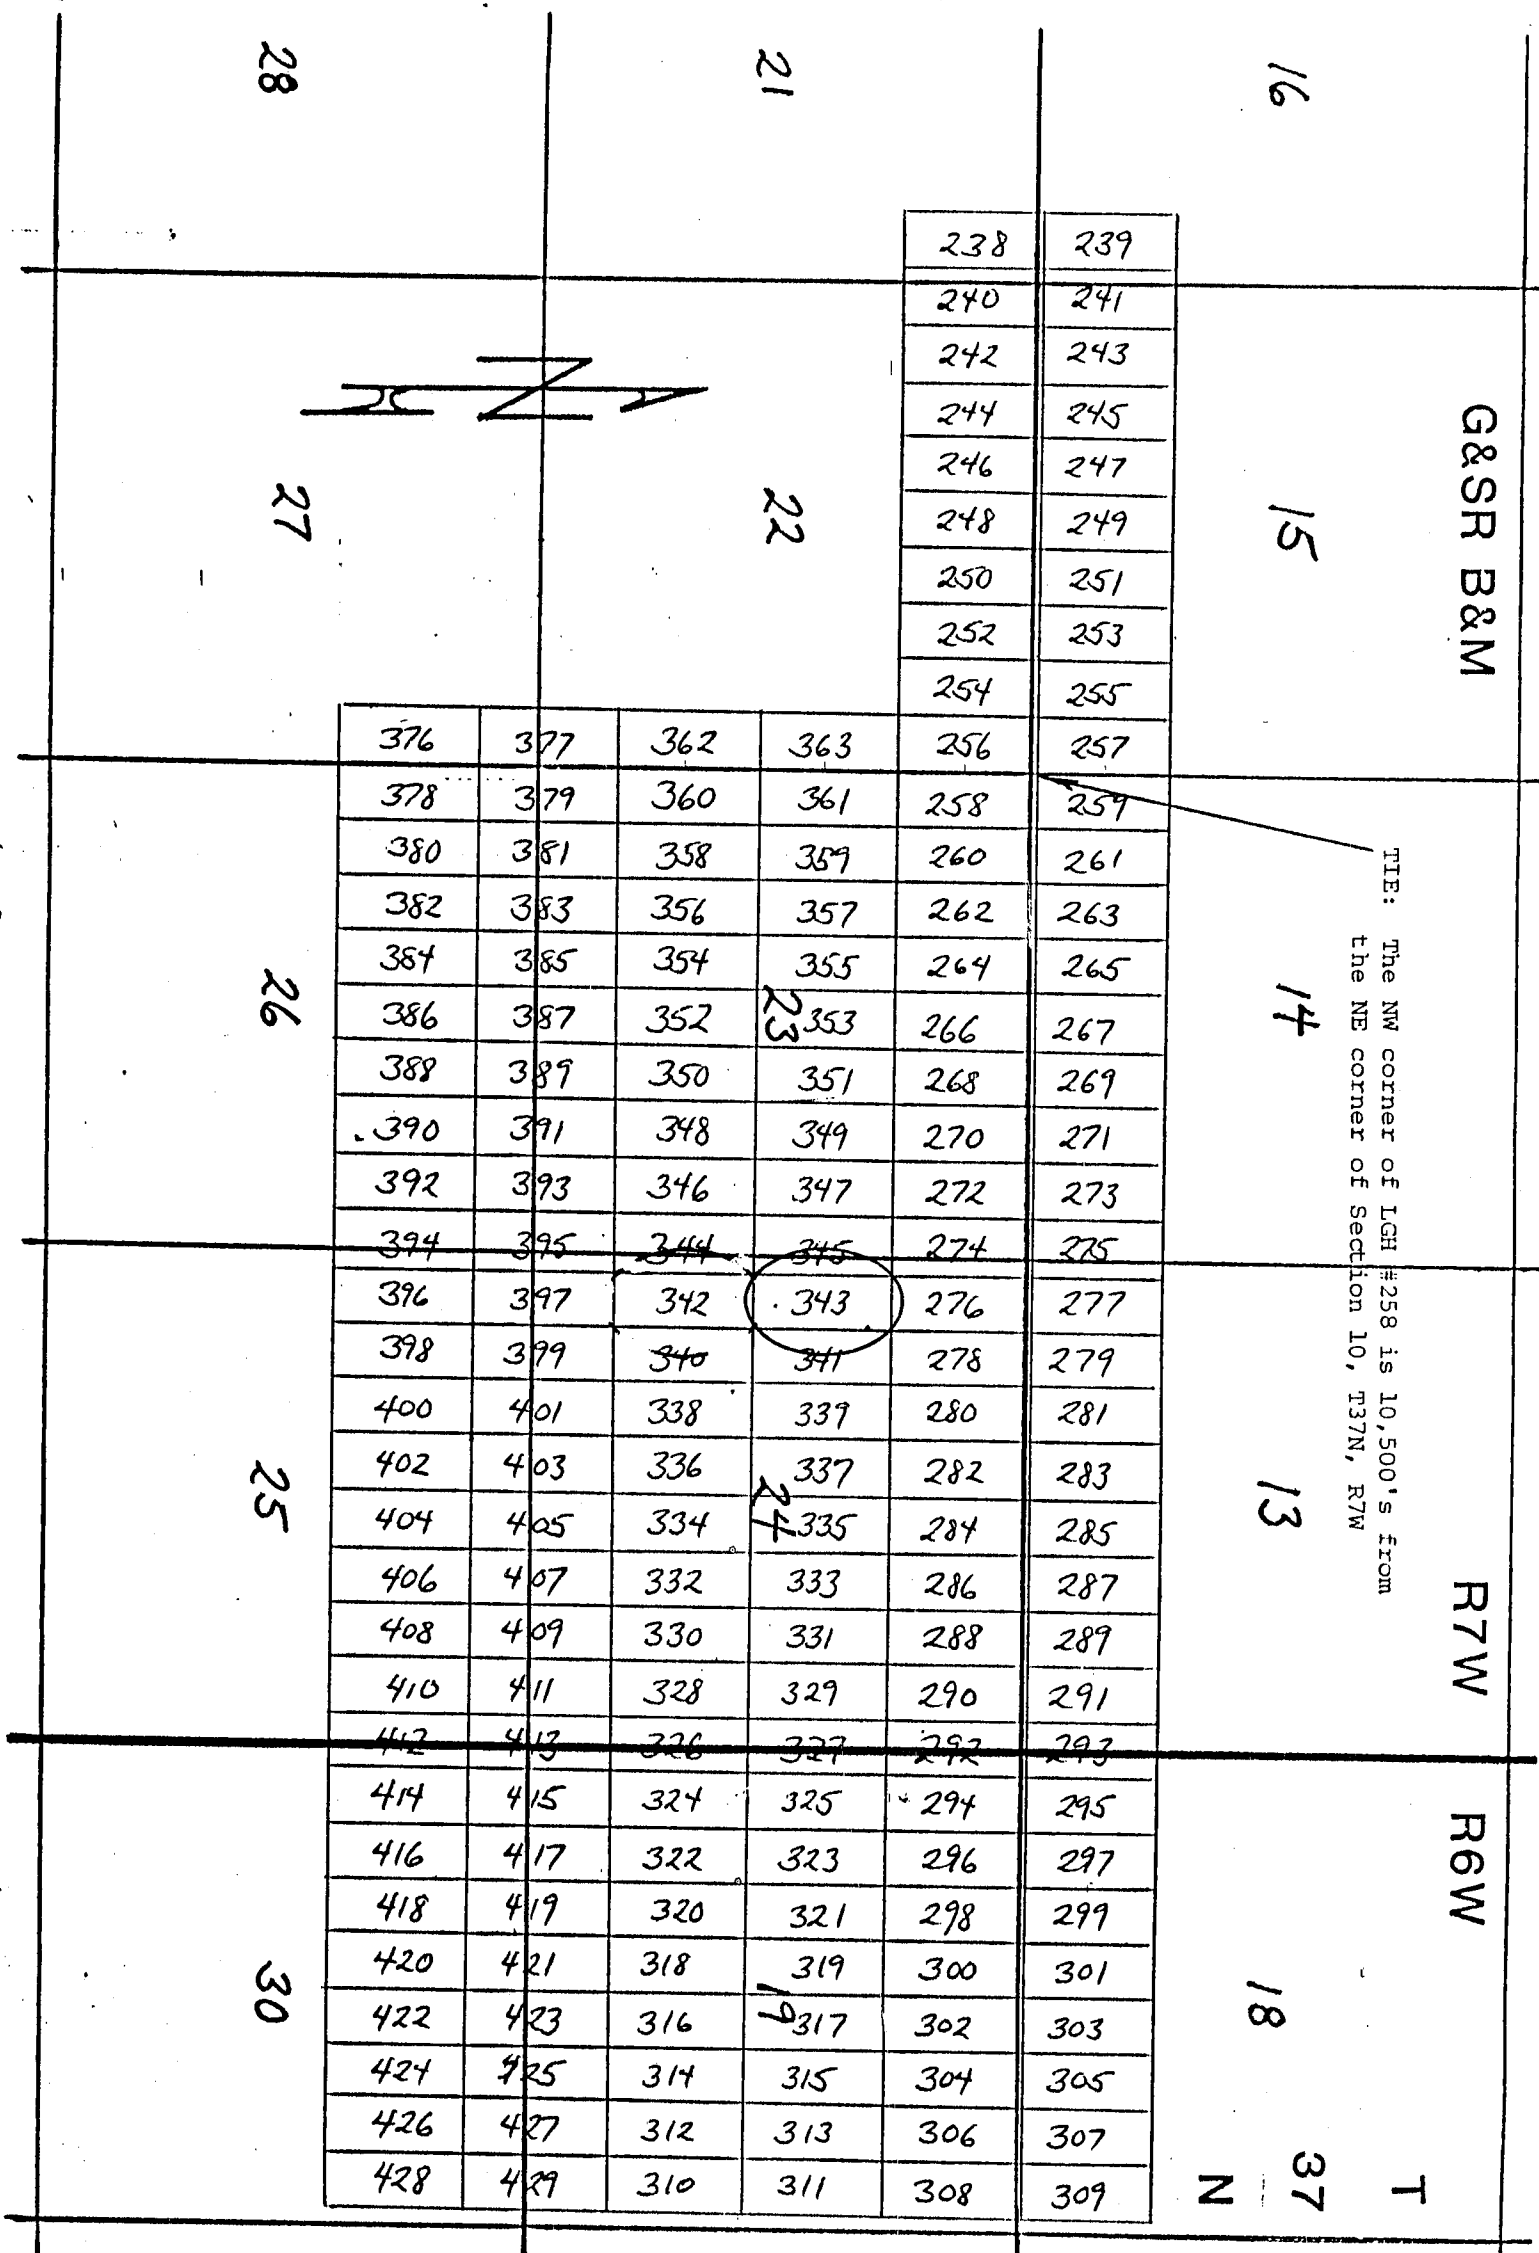 G&SR B&M
R7W
R6W
T
37
N
TIE: The NW corner of LGH #258 is 10,500's from
the NE corner of Section 10, T37N, R7W
16
15
14
13
18
21
22
23
24
19
28
27
26
25
30
N
238 239
240 241
242 243
244 245
246 247
248 249
250 251
252 253
254 255
376 377 362 363 256 257
378 379 360 361 258 259
380 381 358 359 260 261
382 383 356 357 262 263
384 385 354 355 264 265
386 387 352 353 266 267
388 389 350 351 268 269
390 391 348 349 270 271
392 393 346 347 272 273
394 395 344 345 274 275
396 397 342 343 276 277
398 399 340 341 278 279
400 401 338 339 280 281
402 403 336 337 282 283
404 405 334 335 284 285
406 407 332 333 286 287
408 409 330 331 288 289
410 411 328 329 290 291
412 413 326 327 292 293
414 415 324 325 294 295
416 417 322 323 296 297
418 419 320 321 298 299
420 421 318 319 300 301
422 423 316 317 302 303
424 425 314 315 304 305
426 427 312 313 306 307
428 429 310 311 308 309